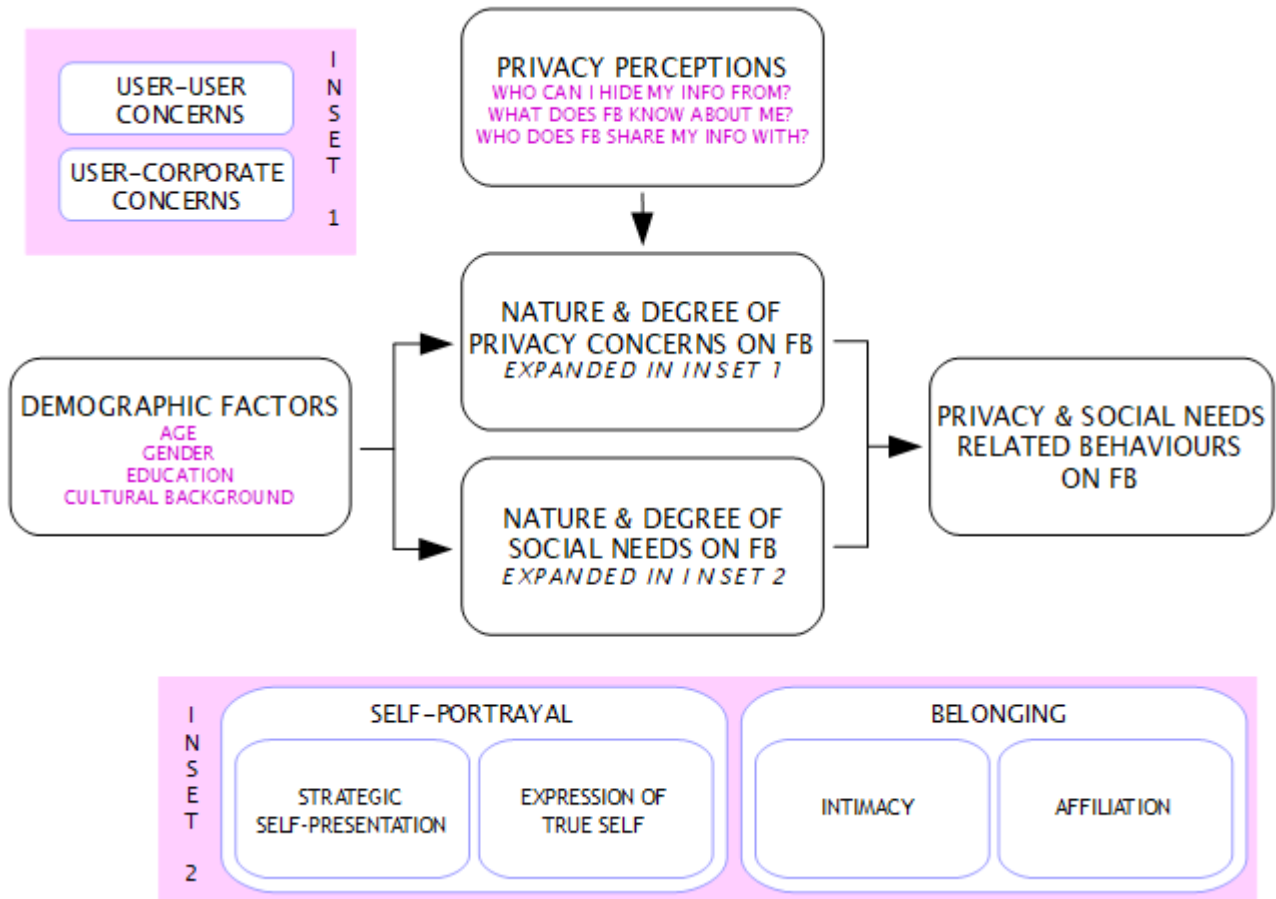 USER-USER
CONCERNS
USER-CORPORATE
CONCERNS
INSET 1
PRIVACY PERCEPTIONS
WHO CAN I HIDE MY INFO FROM?
WHAT DOES FB KNOW ABOUT ME?
WHO DOES FB SHARE MY INFO WITH?
NATURE & DEGREE OF
PRIVACY CONCERNS ON FB
EXPANDED IN INSET 1
DEMOGRAPHIC FACTORS
AGE
GENDER
EDUCATION
CULTURAL BACKGROUND
NATURE & DEGREE OF
SOCIAL NEEDS ON FB
EXPANDED IN INSET 2
PRIVACY & SOCIAL NEEDS
RELATED BEHAVIOURS
ON FB
INSET 2
SELF-PORTRAYAL
STRATEGIC
SELF-PRESENTATION
EXPRESSION OF
TRUE SELF
BELONGING
INTIMACY
AFFILIATION